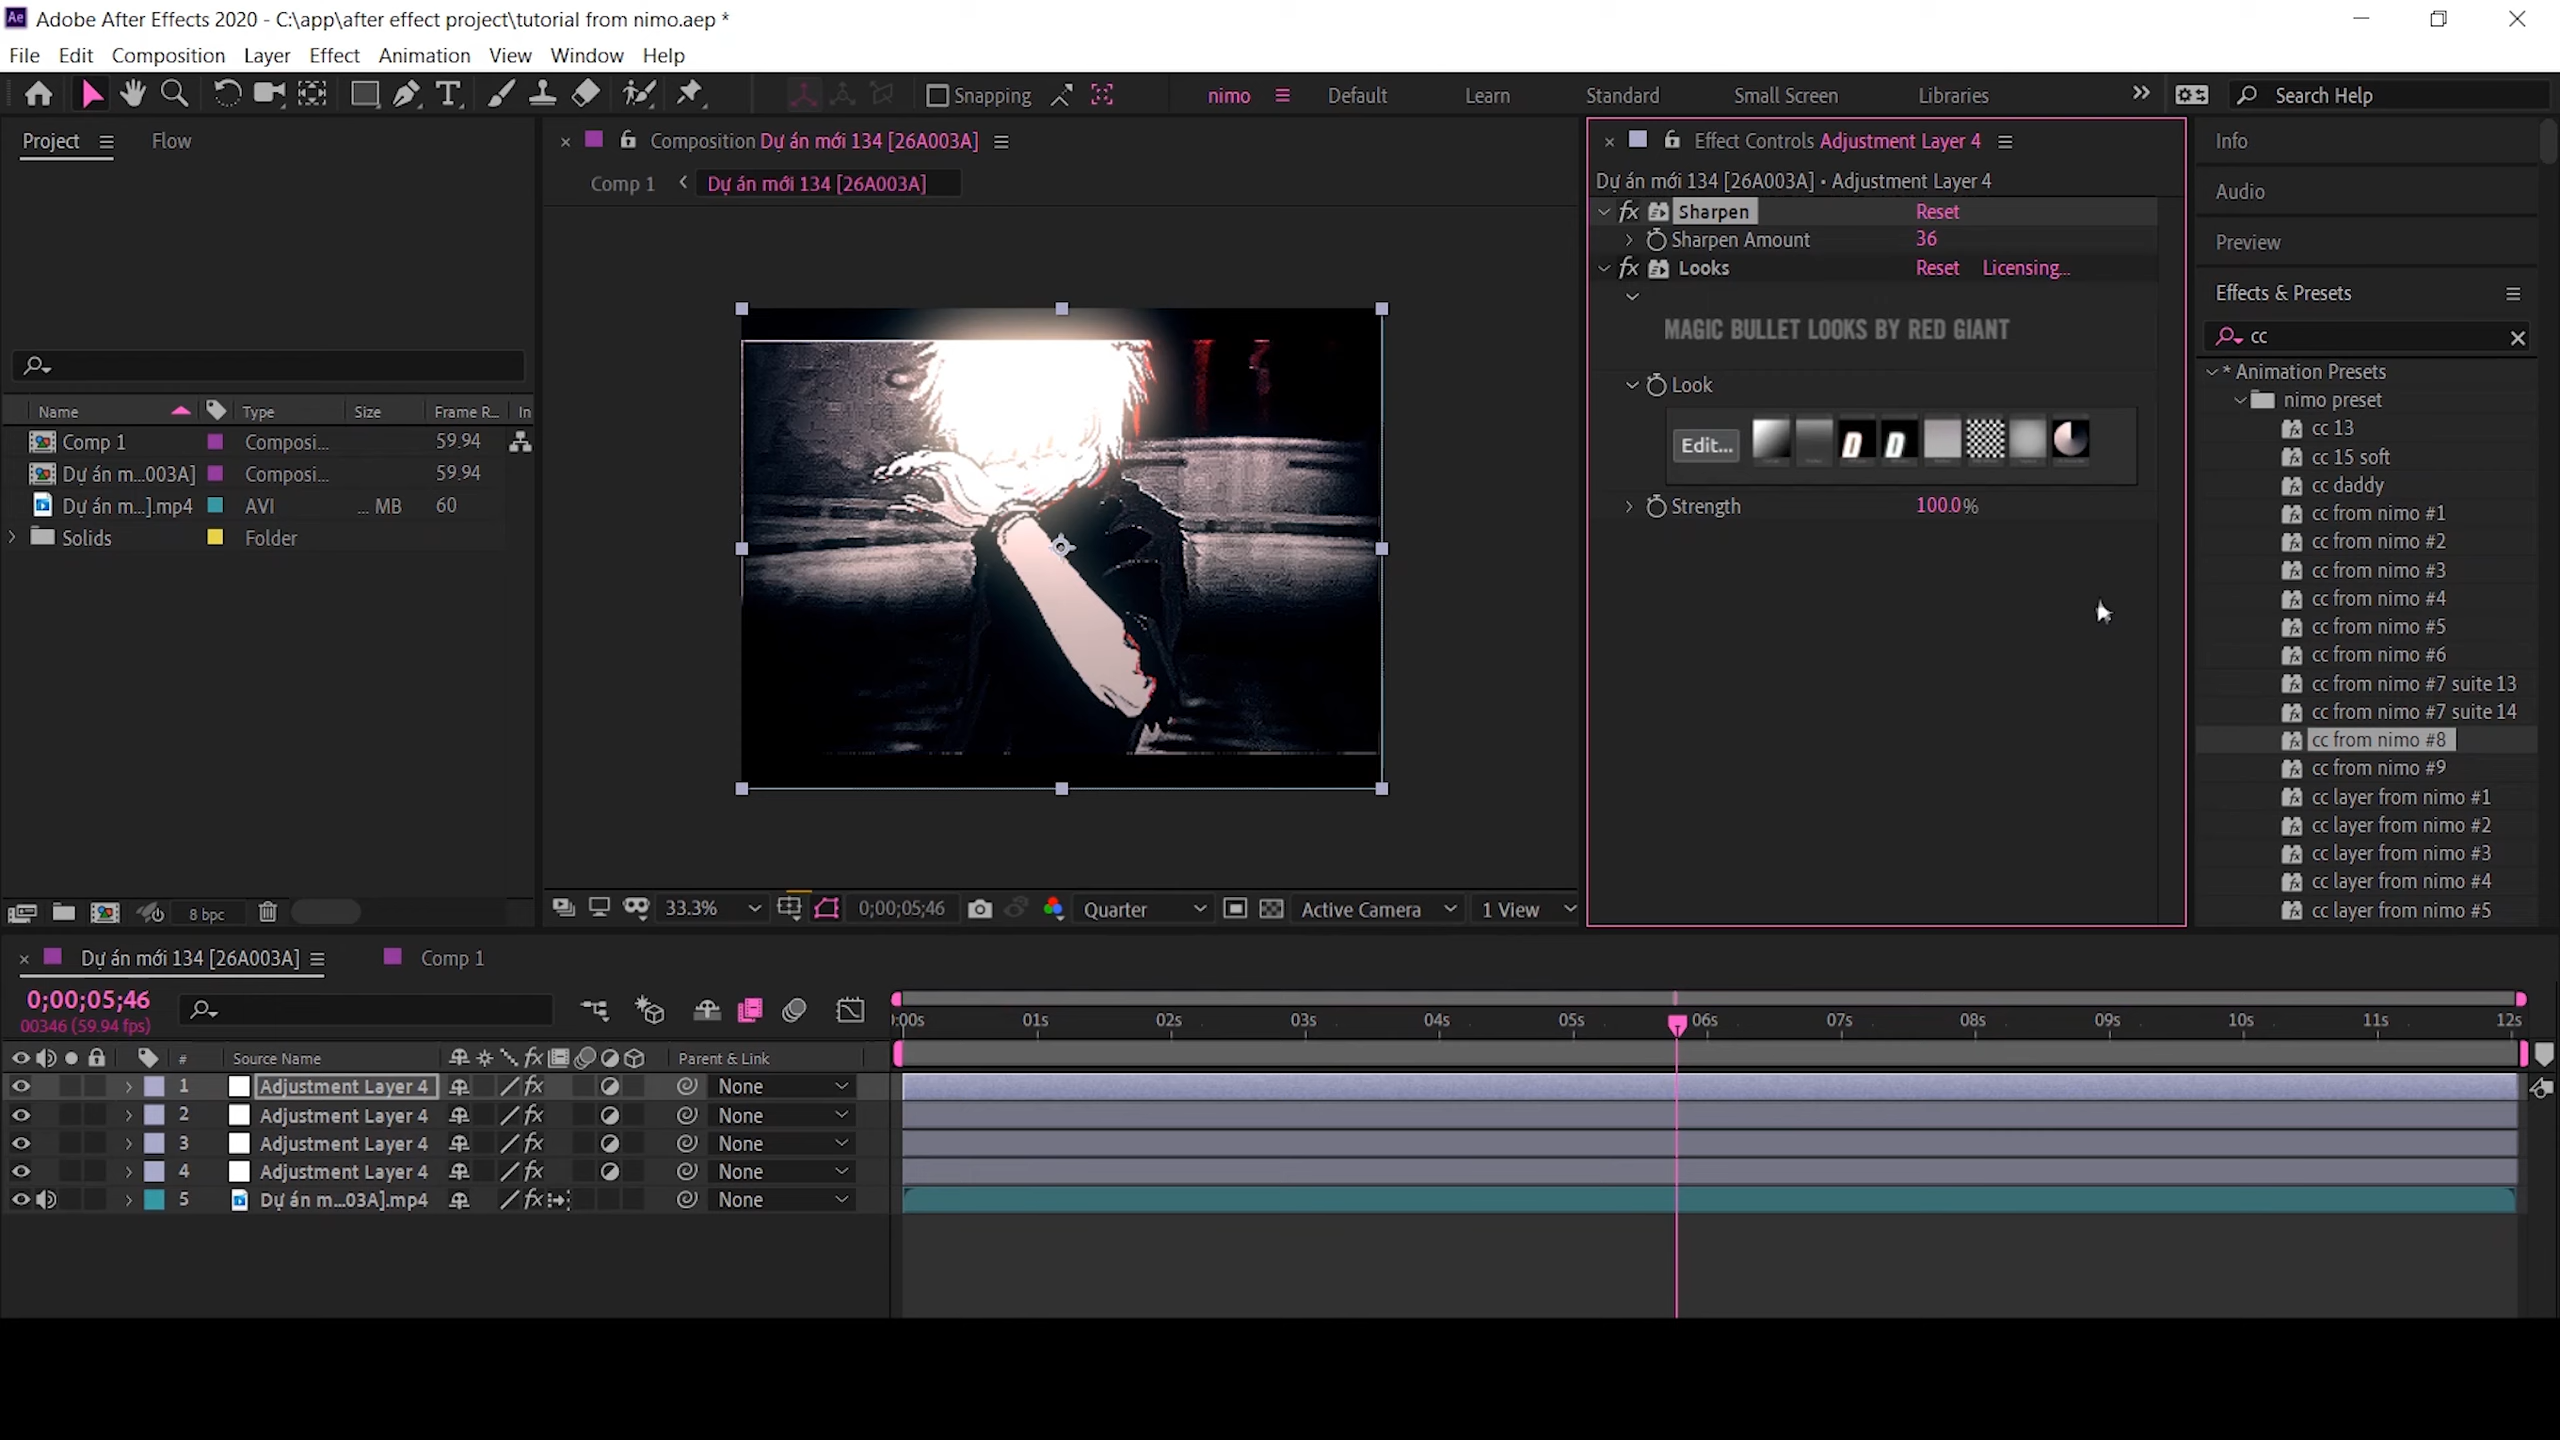 Adobe After Effects 2020 - C:\app\after effect project\tutorial from nimo.aep *
File Edit Composition Layer Effect Animation View Window Help
Snapping nimo Default Learn Standard Small Screen Libraries Search Help
Project Flow
Name Type Size Frame R... In
Comp 1 Composi... 59.94
Dự án m...003A] Composi... 59.94
Dự án m...].mp4 AVI ... MB 60
Solids Folder
8 bpc
Composition Dự án mới 134 [26A003A]
Comp 1 Dự án mới 134 [26A003A]
33.3% 0;00;05;46 Quarter Active Camera 1 View
Effect Controls Adjustment Layer 4
Dự án mới 134 [26A003A] • Adjustment Layer 4
fx Sharpen Reset
Sharpen Amount 36
fx Looks Reset Licensing...
MAGIC BULLET LOOKS BY RED GIANT
Look
Edit...
Strength 100.0%
Info
Audio
Preview
Effects & Presets
cc
* Animation Presets
nimo preset
cc 13
cc 15 soft
cc daddy
cc from nimo #1
cc from nimo #2
cc from nimo #3
cc from nimo #4
cc from nimo #5
cc from nimo #6
cc from nimo #7 suite 13
cc from nimo #7 suite 14
cc from nimo #8
cc from nimo #9
cc layer from nimo #1
cc layer from nimo #2
cc layer from nimo #3
cc layer from nimo #4
cc layer from nimo #5
Dự án mới 134 [26A003A] Comp 1
0;00;05;46
00346 (59.94 fps)
):00s 01s 02s 03s 04s 05s 06s 07s 08s 09s 10s 11s 12s
# Source Name fx Parent & Link
1 Adjustment Layer 4 fx None
2 Adjustment Layer 4 fx None
3 Adjustment Layer 4 fx None
4 Adjustment Layer 4 fx None
5 Dự án m...03A].mp4 fx None